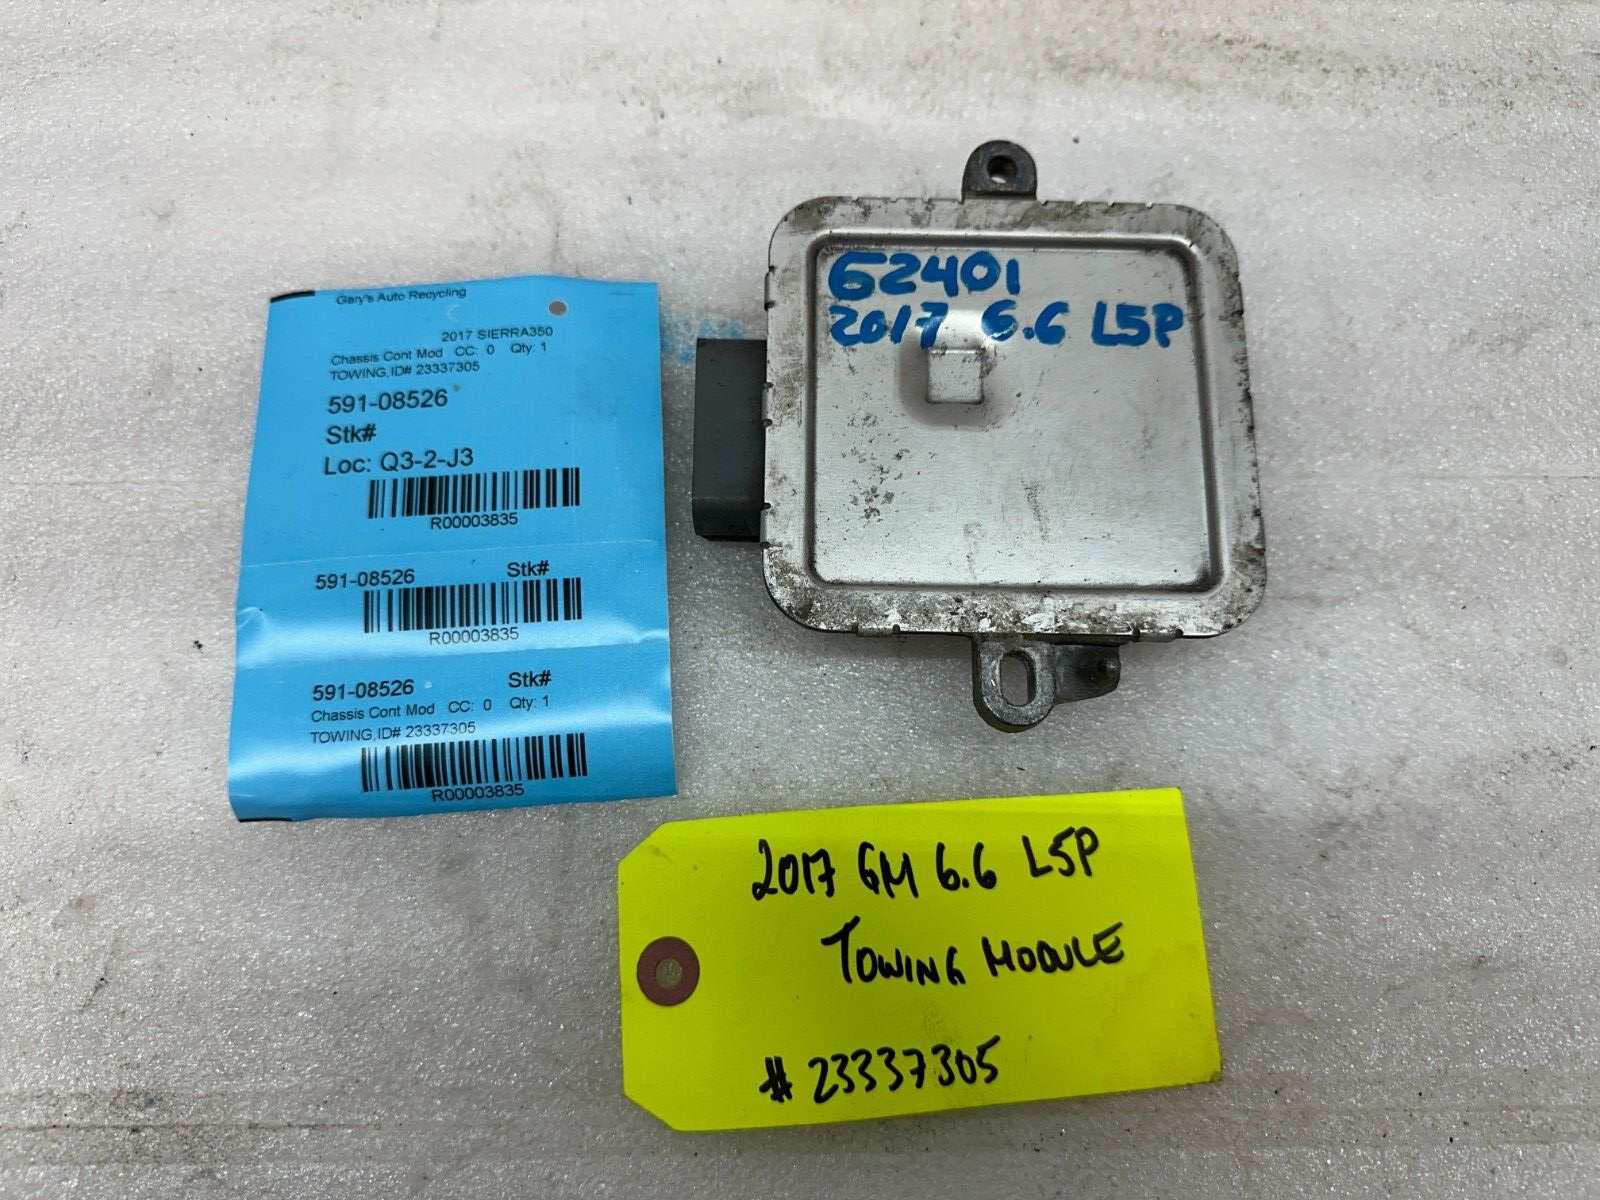 Gary's Auto Recycling
2017 SIERRA350
Chassis Cont Mod CC: 0 Qty: 1
TOWING,ID# 23337305
591-08526
Stk#
Loc: Q3-2-J3
R00003835
591-08526 Stk#
R00003835
591-08526 Stk#
Chassis Cont Mod CC: 0 Qty: 1
TOWING,ID# 23337305
R00003835
62401
2017 6.6 L5P
2017 GM 6.6 L5P
TOWING MODULE
# 23337305